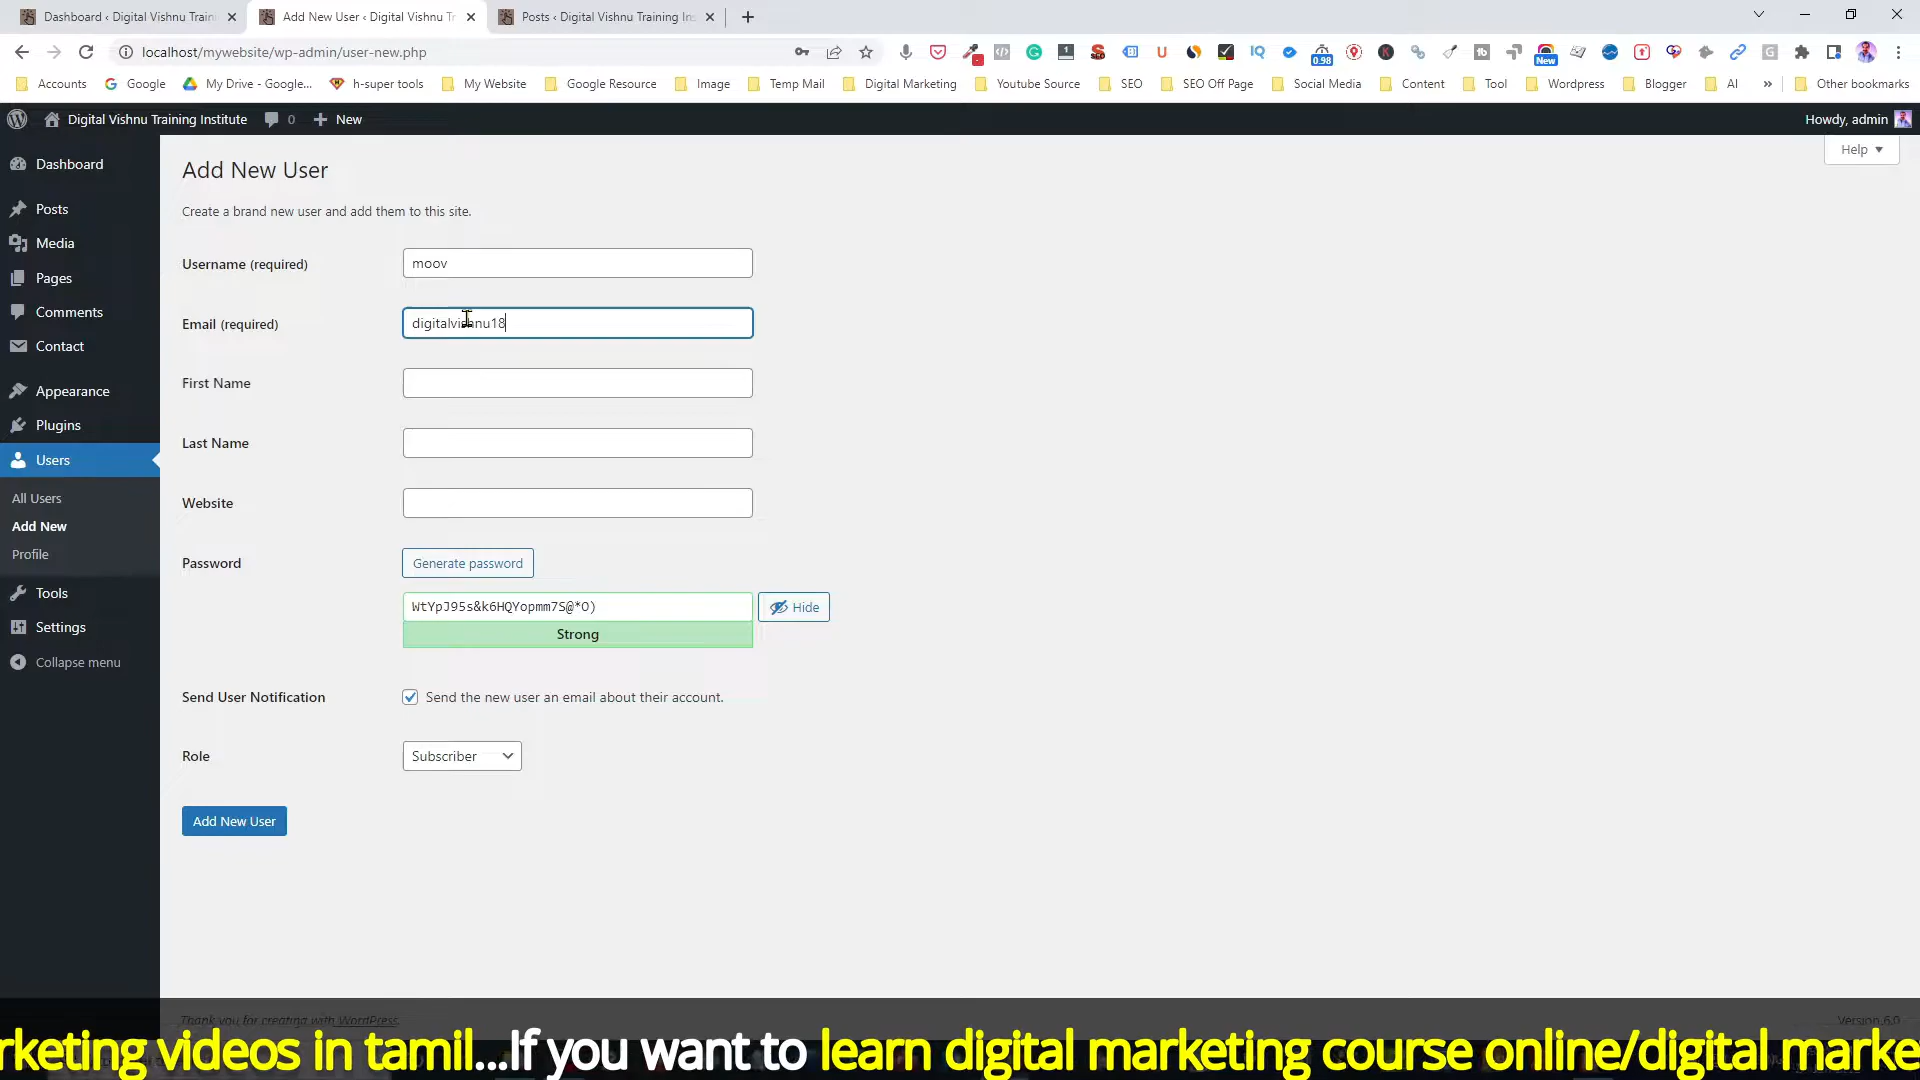 Dashboard ‹ Digital Vishnu Train
Add New User ‹ Digital Vishnu Tr
Posts ‹ Digital Vishnu Training Ins
localhost/mywebsite/wp-admin/user-new.php
0.98
New
Accounts
Google
My Drive - Google...
h-super tools
My Website
Google Resource
Image
Temp Mail
Digital Marketing
Youtube Source
SEO
SEO Off Page
Social Media
Content
Tool
Wordpress
Blogger
AI
»
Other bookmarks
Digital Vishnu Training Institute
0
New
Howdy, admin
Help
Dashboard
Posts
Media
Pages
Comments
Contact
Appearance
Plugins
Users
All Users
Add New
Profile
Tools
Settings
Collapse menu
Add New User
Create a brand new user and add them to this site.
Username (required)
moov
Email (required)
digitalvishnu18
First Name
Last Name
Website
Password
Generate password
WtYpJ95s&k6HQYopmm7S@*O)
Hide
Strong
Send User Notification
Send the new user an email about their account.
Role
Subscriber
Add New User
Thank you for creating with WordPress.
Version 6.0
rketing videos in tamil...If you want to learn digital marketing course online/digital marke